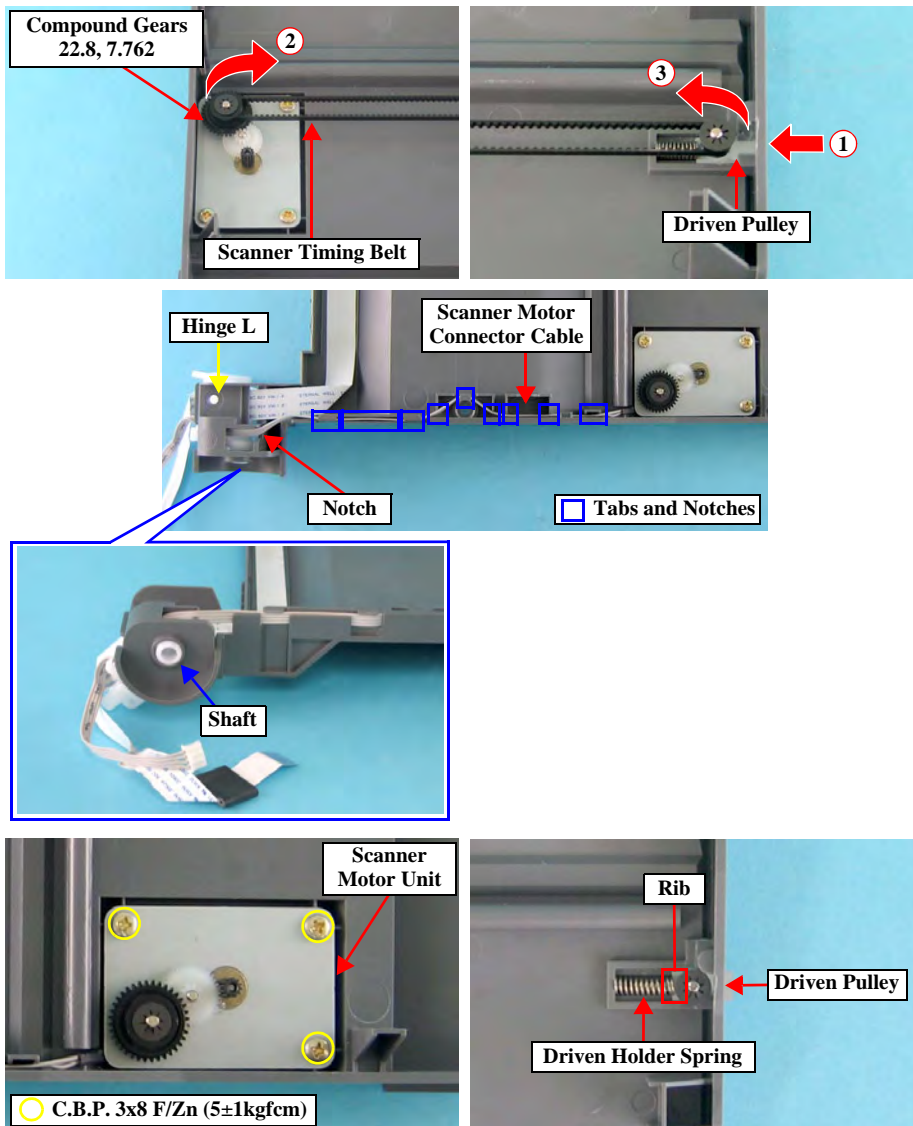 Compound Gears
22.8, 7.762
2
Scanner Timing Belt
3
1
Driven Pulley
Hinge L
Scanner Motor
Connector Cable
Notch
Tabs and Notches
Shaft
Scanner
Motor Unit
C.B.P. 3x8 F/Zn (5±1kgfcm)
Rib
Driven Pulley
Driven Holder Spring